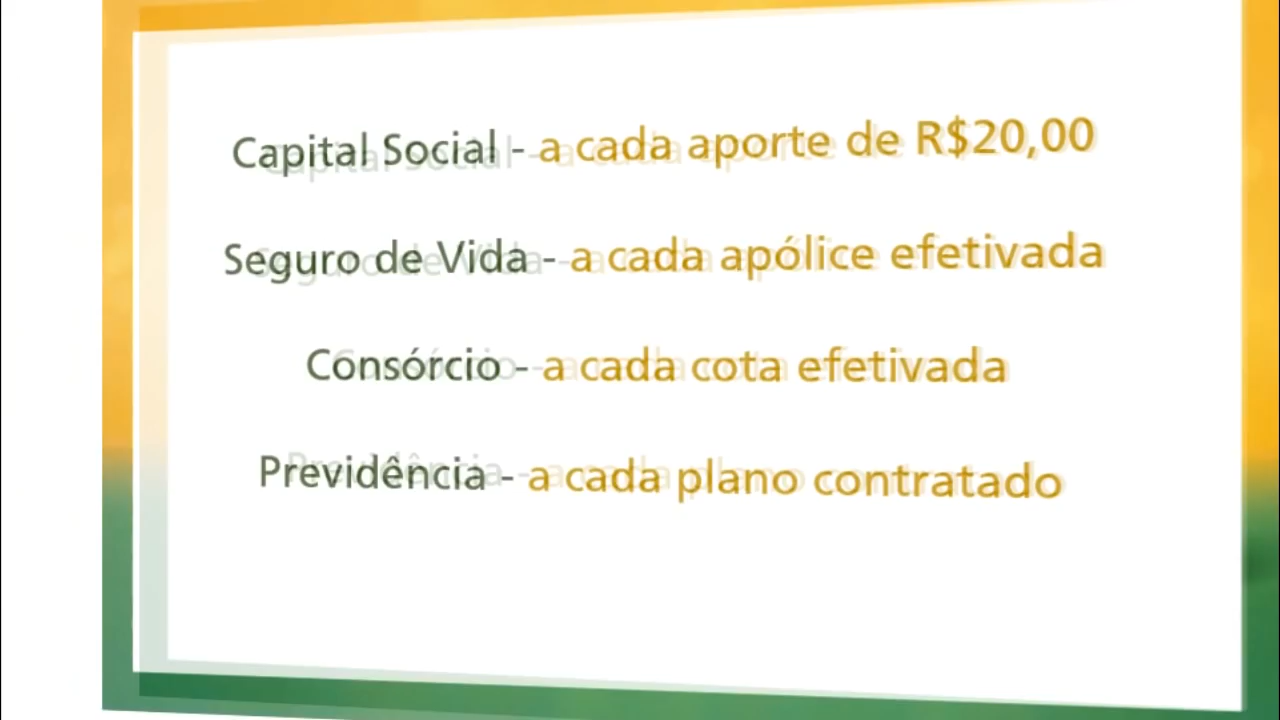 Capital Social - a cada aporte de R$20,00
Seguro de Vida - a cada apólice efetivada
Consórcio - a cada cota efetivada
Previdência - a cada plano contratado